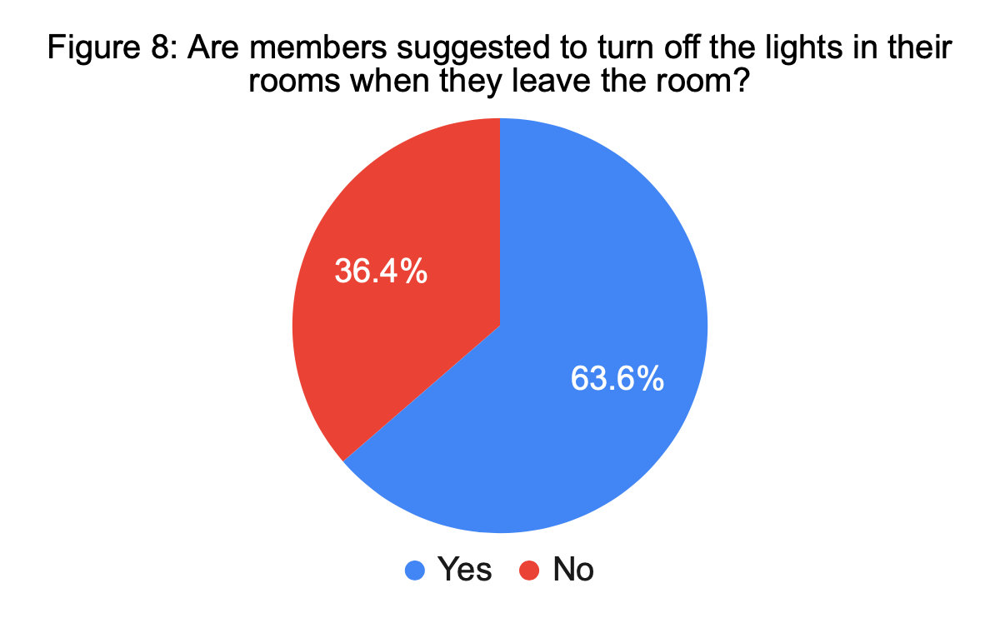 Figure 8: Are members suggested to turn off the lights in their
rooms when they leave the room?
36.4%
63.6%
Yes No